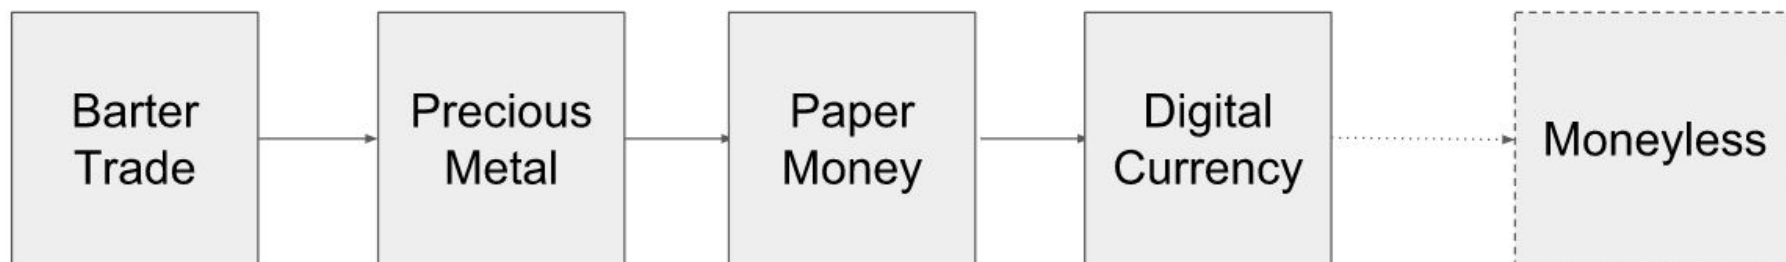 Barter
Trade
Precious
Metal
Paper
Money
Digital
Currency
Moneyless